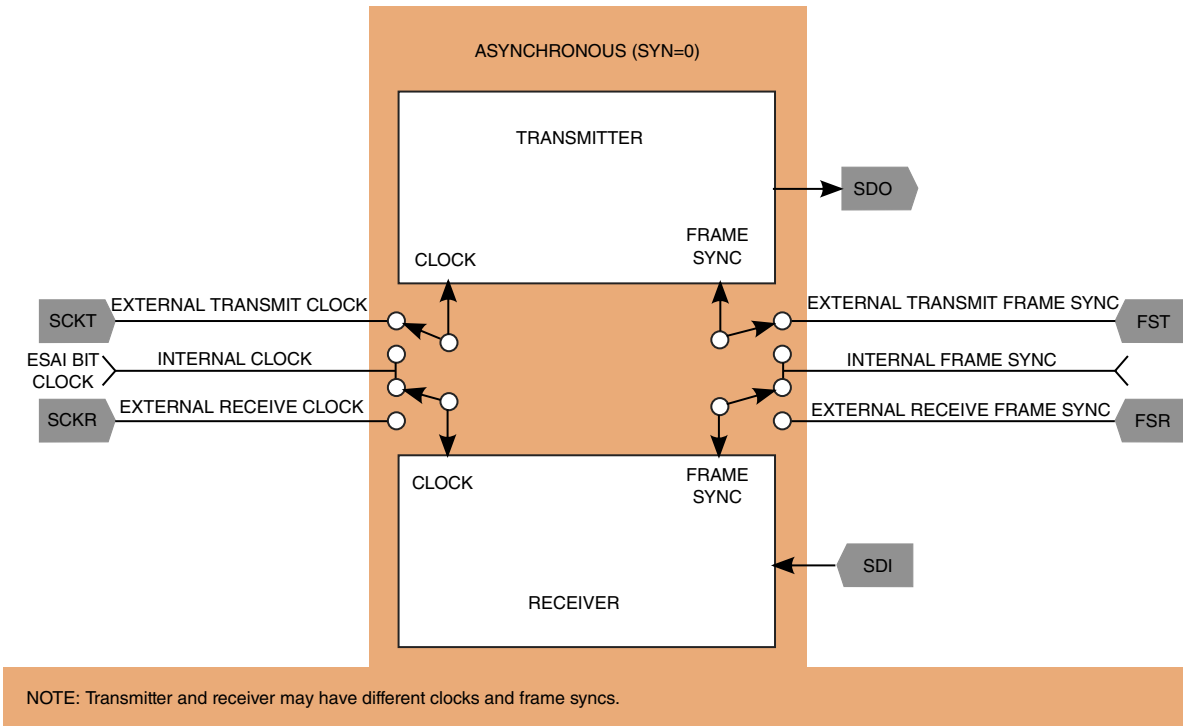 ASYNCHRONOUS (SYN=0)
TRANSMITTER
SDO
FRAME
SYNC
CLOCK
EXTERNAL TRANSMIT CLOCK
SCKT
EXTERNAL TRANSMIT FRAME SYNC
FST
ESAI BIT
CLOCK
INTERNAL CLOCK
INTERNAL FRAME SYNC
EXTERNAL RECEIVE CLOCK
SCKR
EXTERNAL RECEIVE FRAME SYNC
FSR
CLOCK
FRAME
SYNC
SDI
RECEIVER
NOTE: Transmitter and receiver may have different clocks and frame syncs.